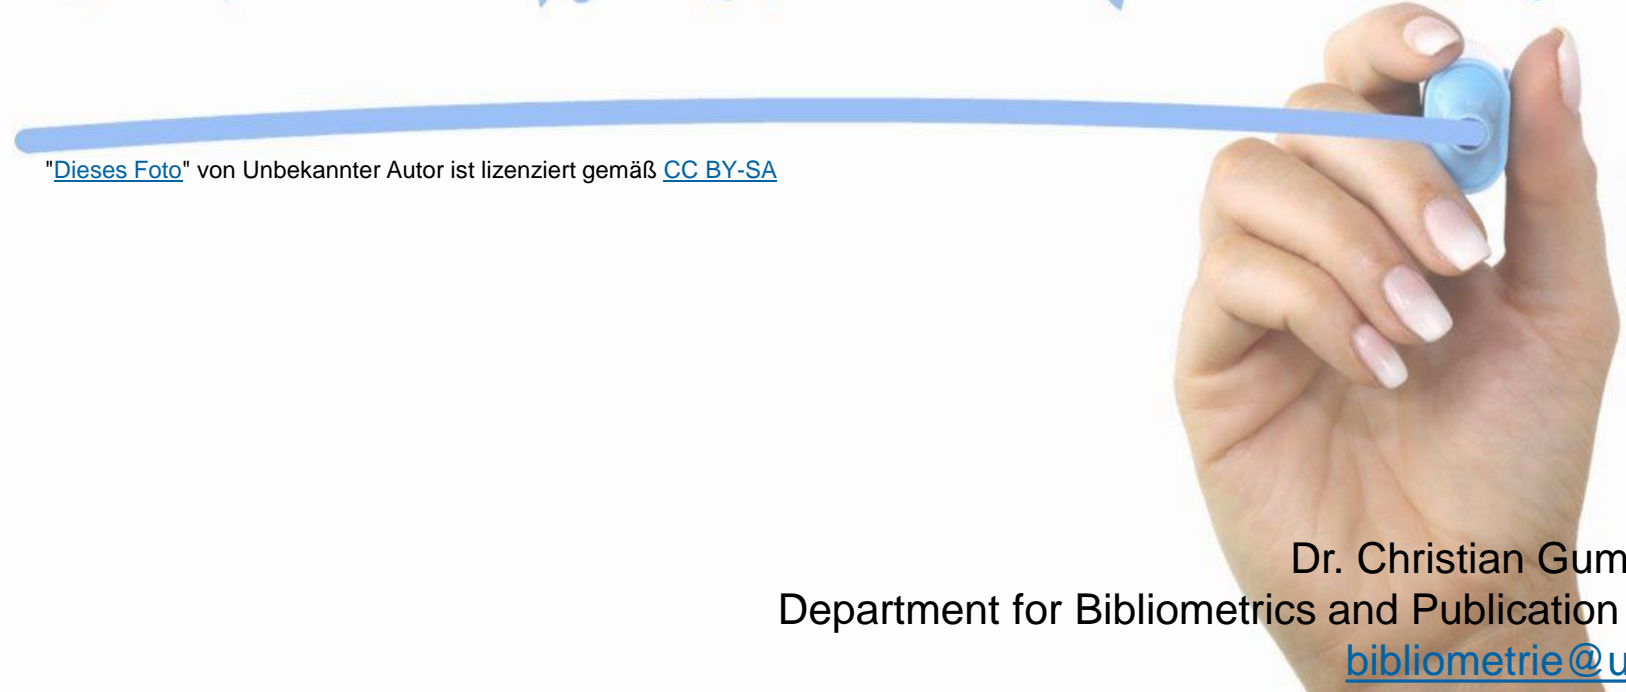 "Dieses Foto" von Unbekannter Autor ist lizenziert gemäß CC BY-SA
Dr. Christian Gum
Department for Bibliometrics and Publication
bibliometrie@u